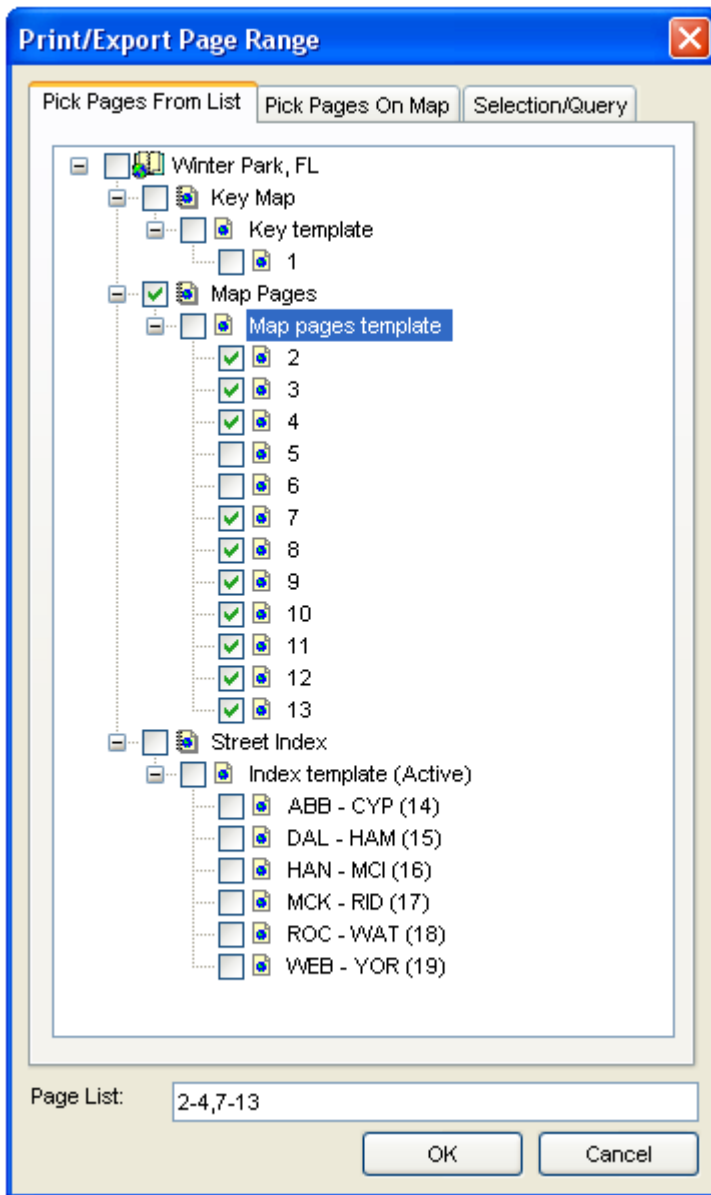 Print/Export Page Range
Pick Pages From List Pick Pages On Map Selection/Query
Winter Park, FL
Key Map
Key template
1
Map Pages
Map pages template
2
3
4
5
6
7
8
9
10
11
12
13
Street Index
Index template (Active)
ABB - CYP (14)
DAL - HAM (15)
HAN - MCI (16)
MCK - RID (17)
ROC - WAT (18)
WEB - YOR (19)
Page List: 2-4,7-13
OK Cancel